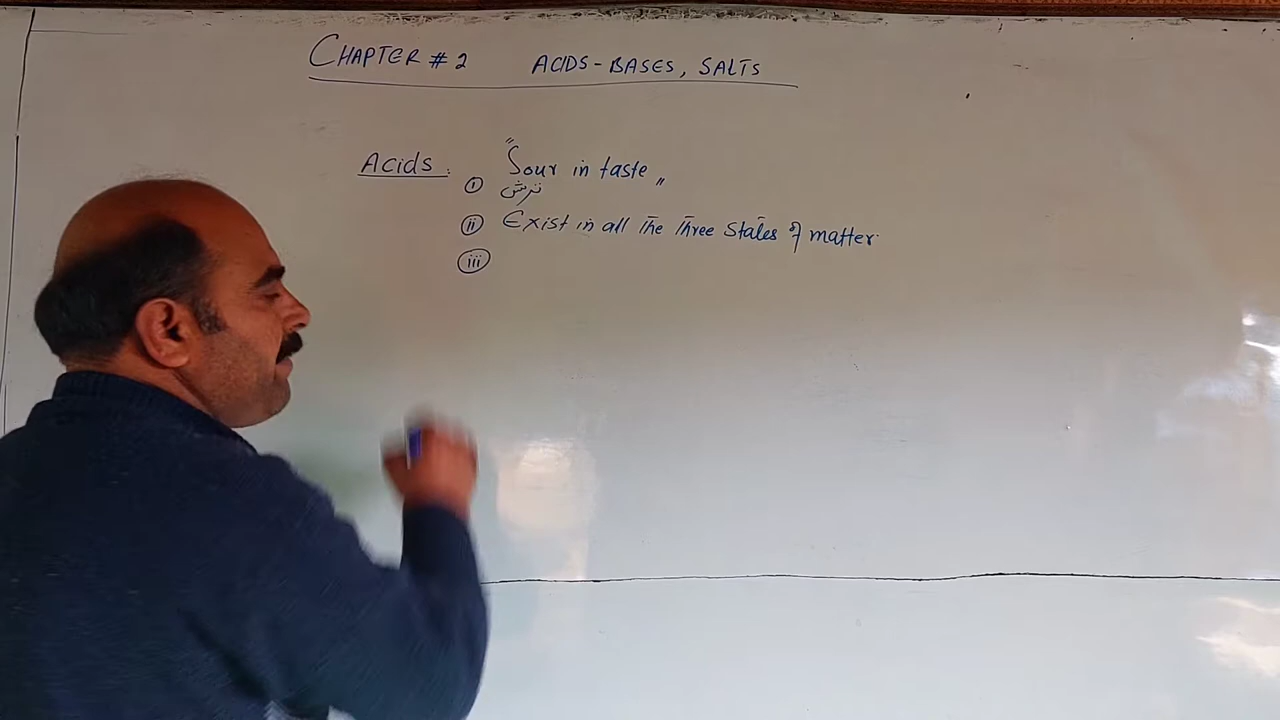 CHAPTER # 2 ACIDS-BASES, SALTS
Acids: "Sour in taste"
(i) ترش
(ii) Exist in all the three states of matter.
(iii)